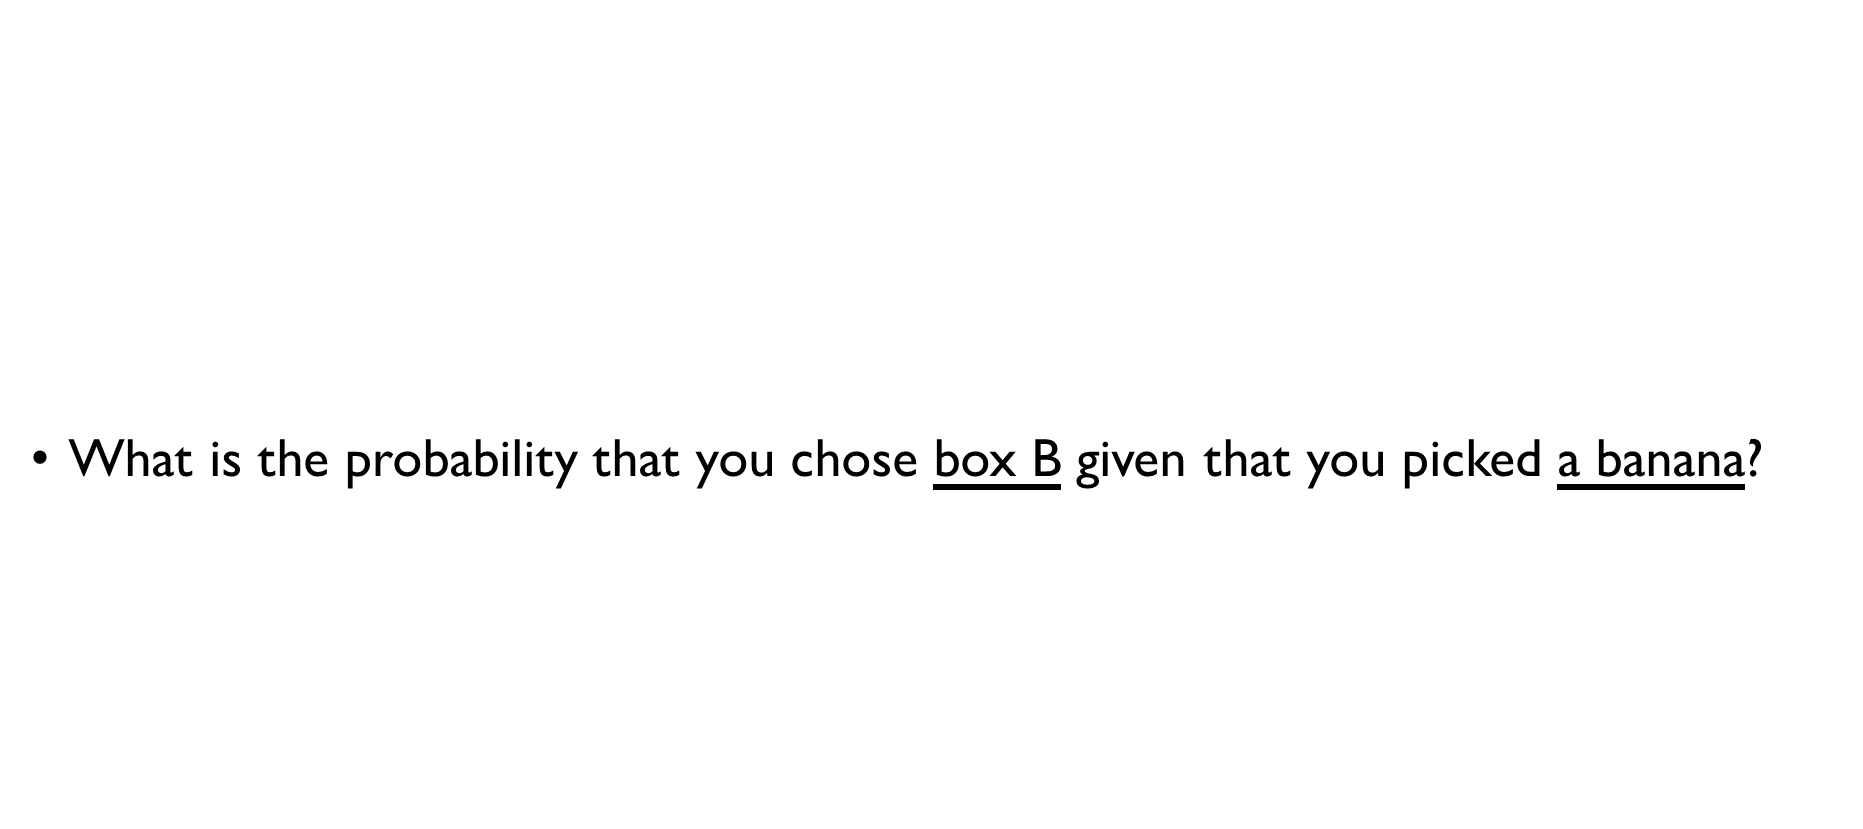 • What is the probability that you chose box B given that you picked a banana?